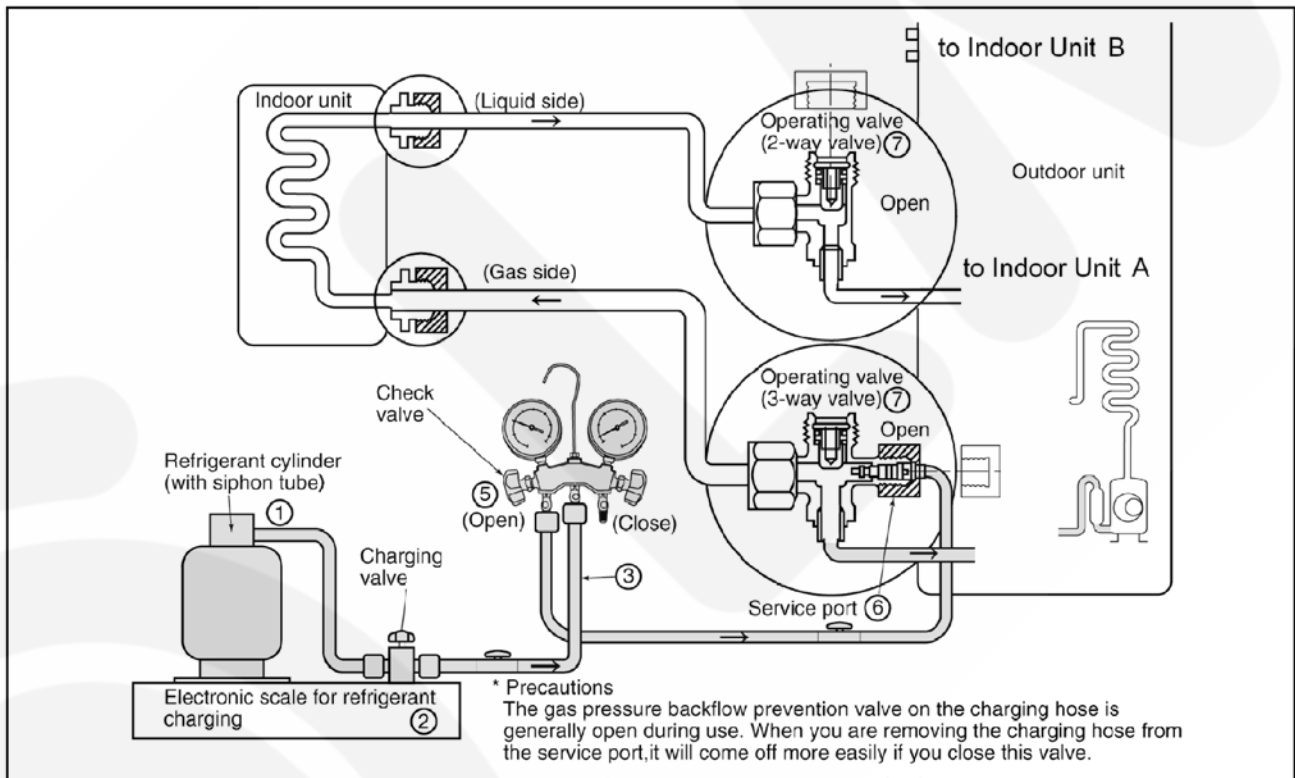 to Indoor Unit B
Indoor unit
(Liquid side)
Operating valve
(2-way valve) ⑦
Outdoor unit
Open
to Indoor Unit A
(Gas side)
Operating valve
(3-way valve) ⑦
Open
Check
valve
Refrigerant cylinder
(with siphon tube)
①
⑤
(Open)
(Close)
Charging
valve
③
Service port ⑥
Electronic scale for refrigerant
charging ②
* Precautions
The gas pressure backflow prevention valve on the charging hose is
generally open during use. When you are removing the charging hose from
the service port,it will come off more easily if you close this valve.